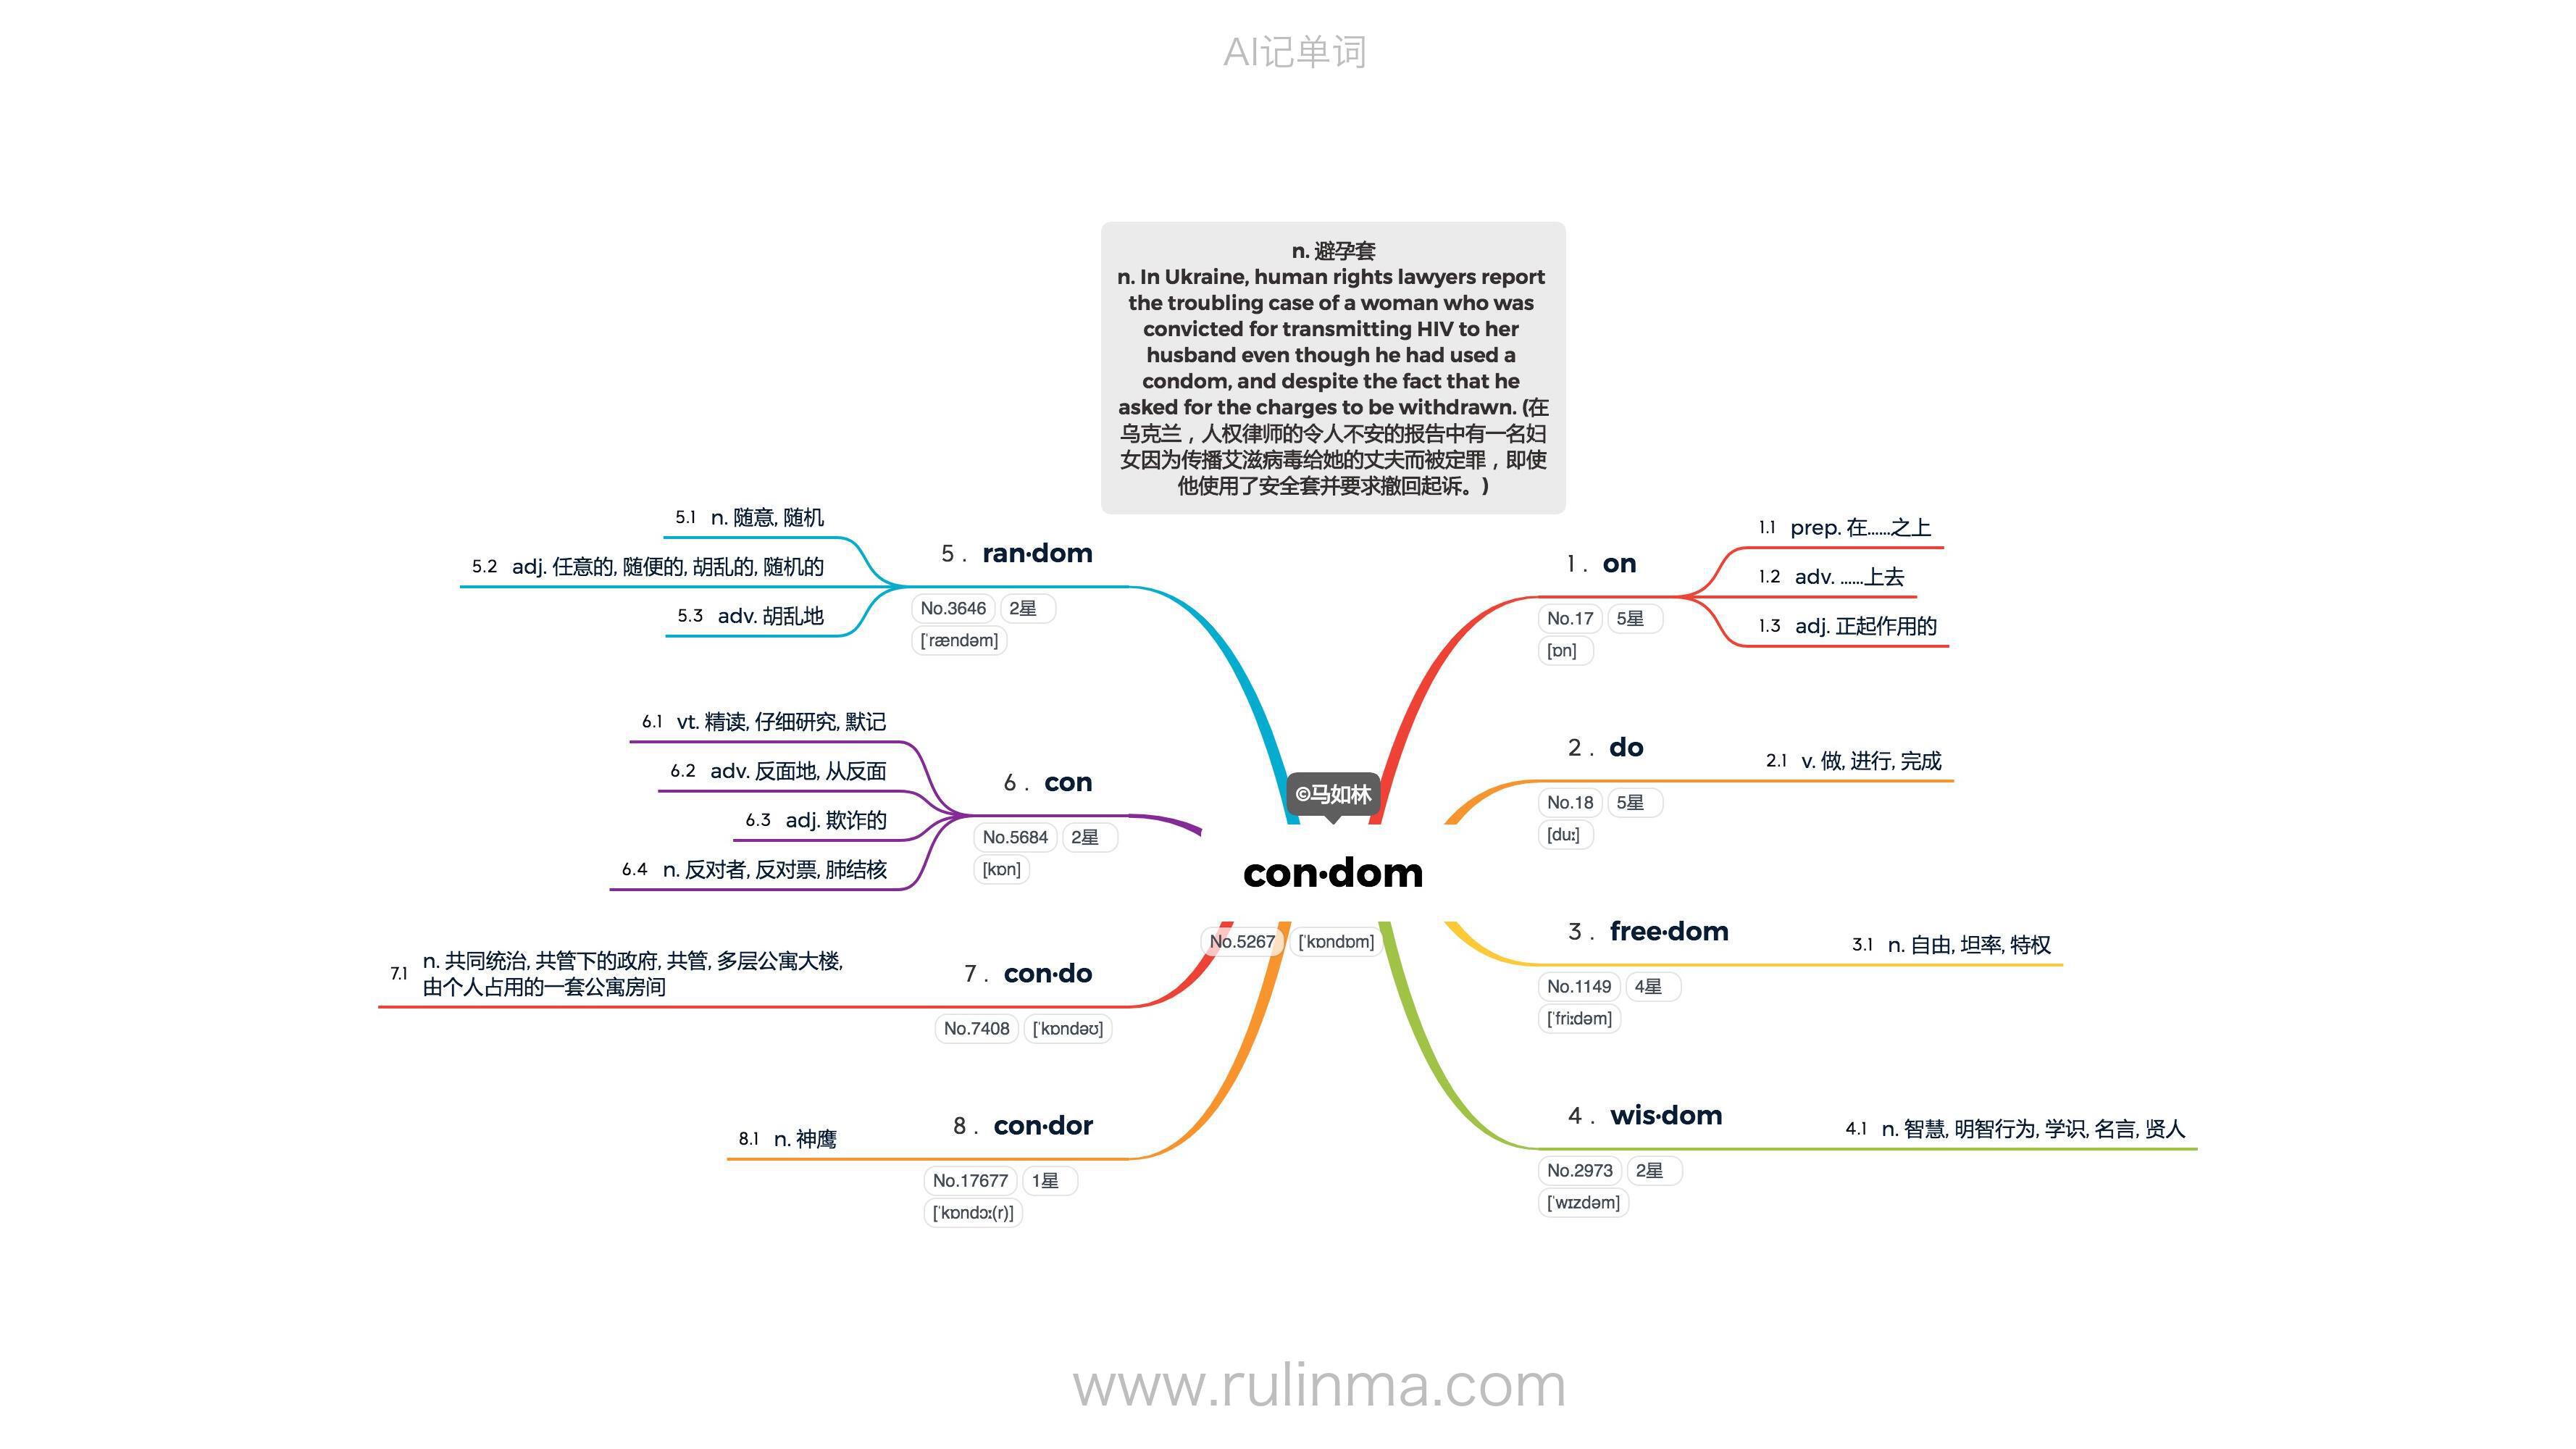 AI记单词
n. 避孕套
n. In Ukraine, human rights lawyers report
the troubling case of a woman who was
convicted for transmitting HIV to her
husband even though he had used a
condom, and despite the fact that he
asked for the charges to be withdrawn. (在
乌克兰，人权律师的令人不安的报告中有一名妇
女因为传播艾滋病毒给她的丈夫而被定罪，即使
他使用了安全套并要求撤回起诉。)
©马如林
con·dom
No.5267 [ˈkɒndɒm]
1. on
No.17 5星
[ɒn]
1.1 prep. 在……之上
1.2 adv. ……上去
1.3 adj. 正起作用的
2. do
No.18 5星
[duː]
2.1 v. 做, 进行, 完成
3. free·dom
No.1149 4星
[ˈfriːdəm]
3.1 n. 自由, 坦率, 特权
4. wis·dom
No.2973 2星
[ˈwɪzdəm]
4.1 n. 智慧, 明智行为, 学识, 名言, 贤人
5. ran·dom
No.3646 2星
[ˈrændəm]
5.1 n. 随意, 随机
5.2 adj. 任意的, 随便的, 胡乱的, 随机的
5.3 adv. 胡乱地
6. con
No.5684 2星
[kɒn]
6.1 vt. 精读, 仔细研究, 默记
6.2 adv. 反面地, 从反面
6.3 adj. 欺诈的
6.4 n. 反对者, 反对票, 肺结核
7. con·do
No.7408 [ˈkɒndəʊ]
7.1 n. 共同统治, 共管下的政府, 共管, 多层公寓大楼,
由个人占用的一套公寓房间
8. con·dor
No.17677 1星
[ˈkɒndɔː(r)]
8.1 n. 神鹰
www.rulinma.com